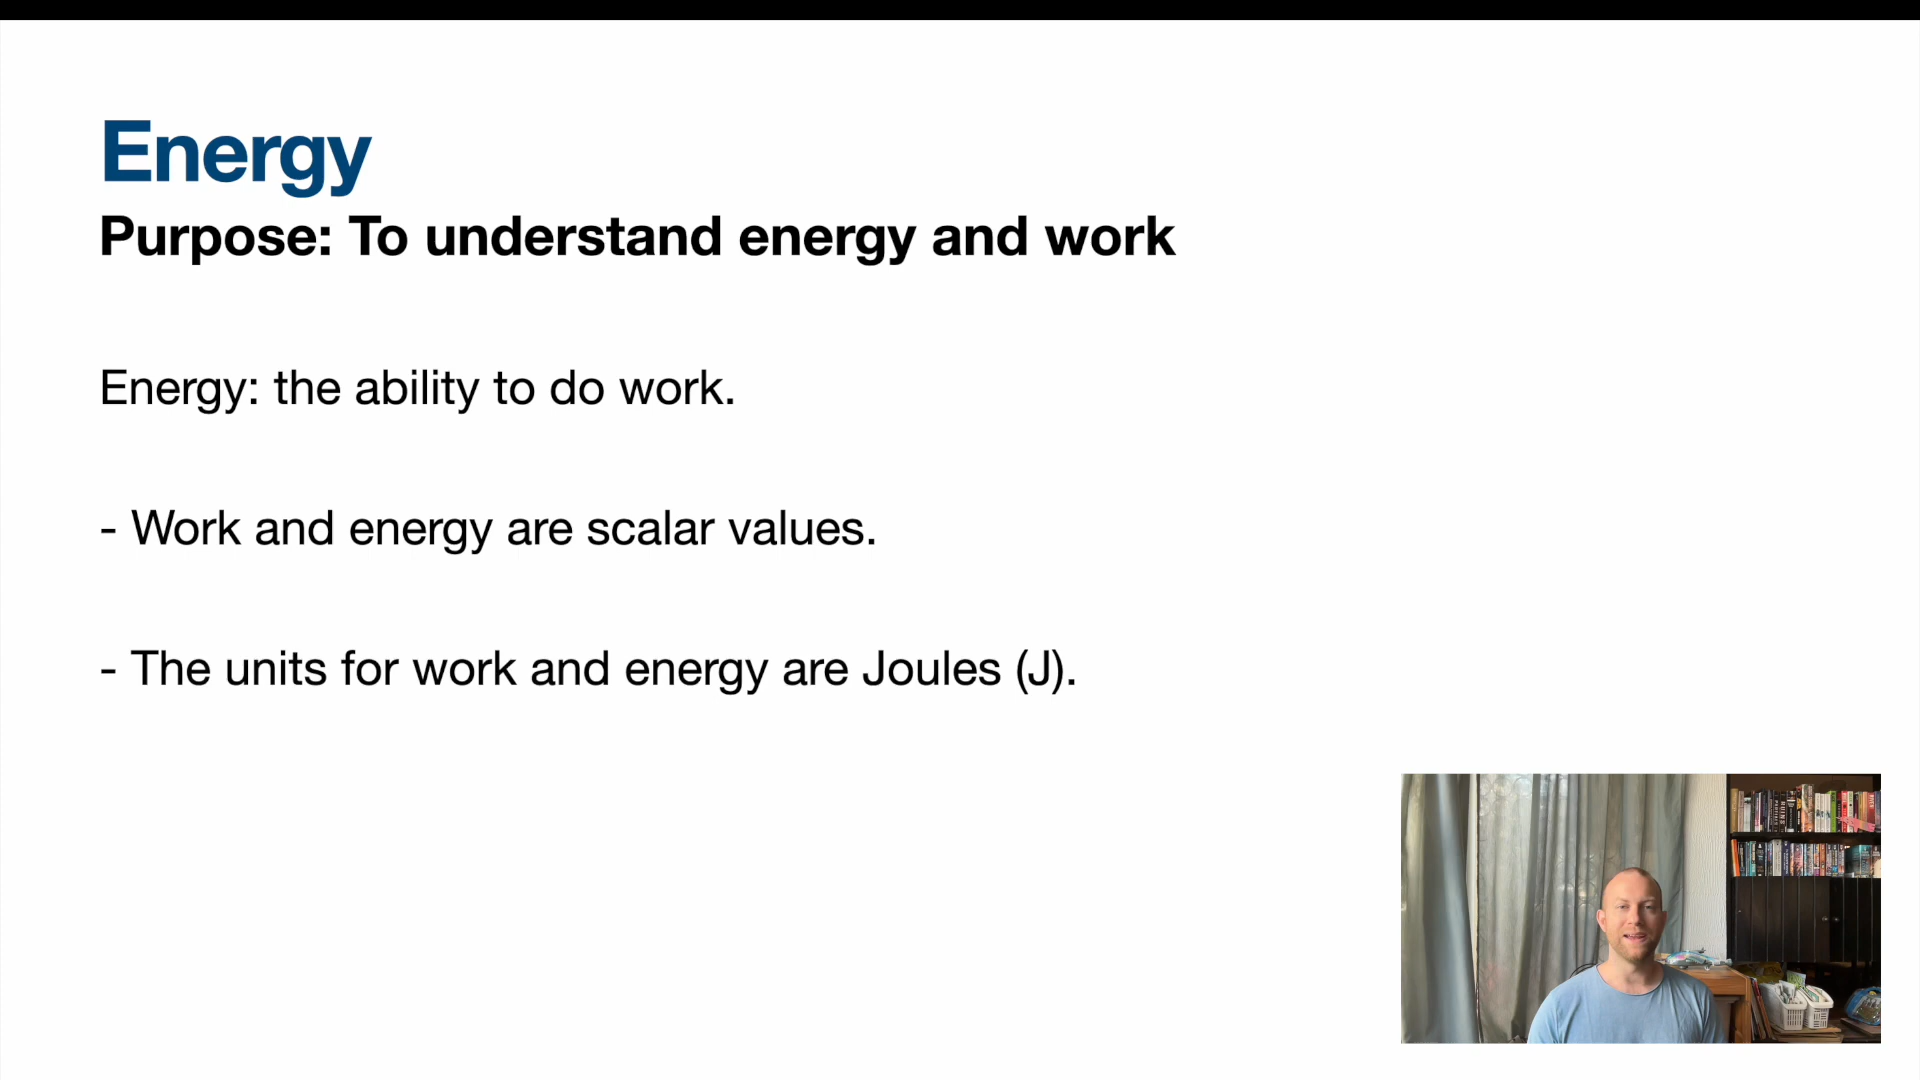 Energy
Purpose: To understand energy and work
Energy: the ability to do work.
- Work and energy are scalar values.
- The units for work and energy are Joules (J).